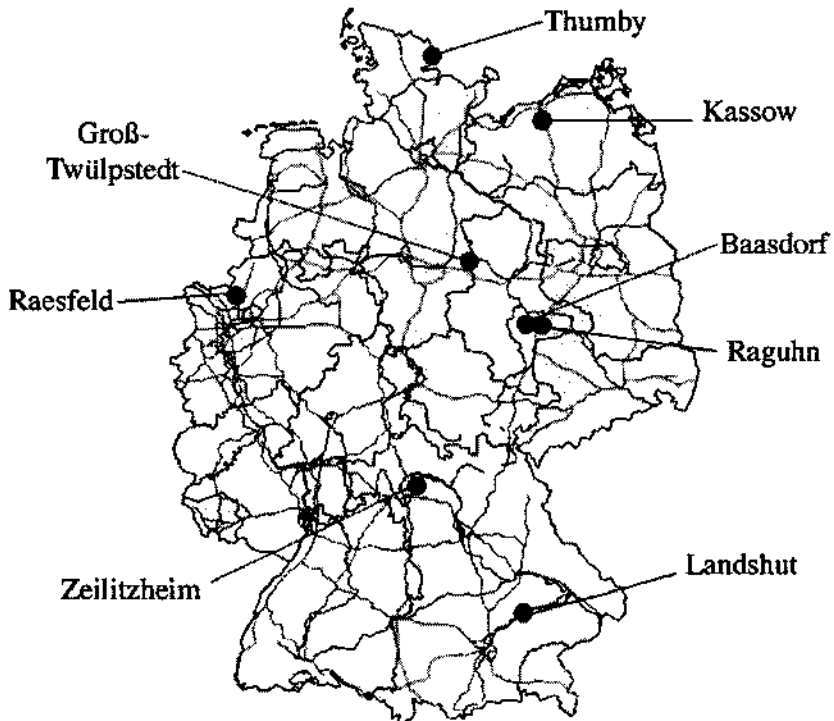 Thumby
Kassow
Groß-
Twülpstedt
Baasdorf
Raesfeld
Raguhn
Landshut
Zeilitzheim